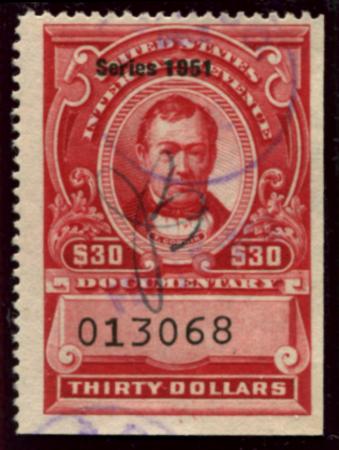 UNITED STATES
Series 1951
INTERNAL REVENUE
$30 $30
DOCUMENTARY
013068
THIRTY DOLLARS